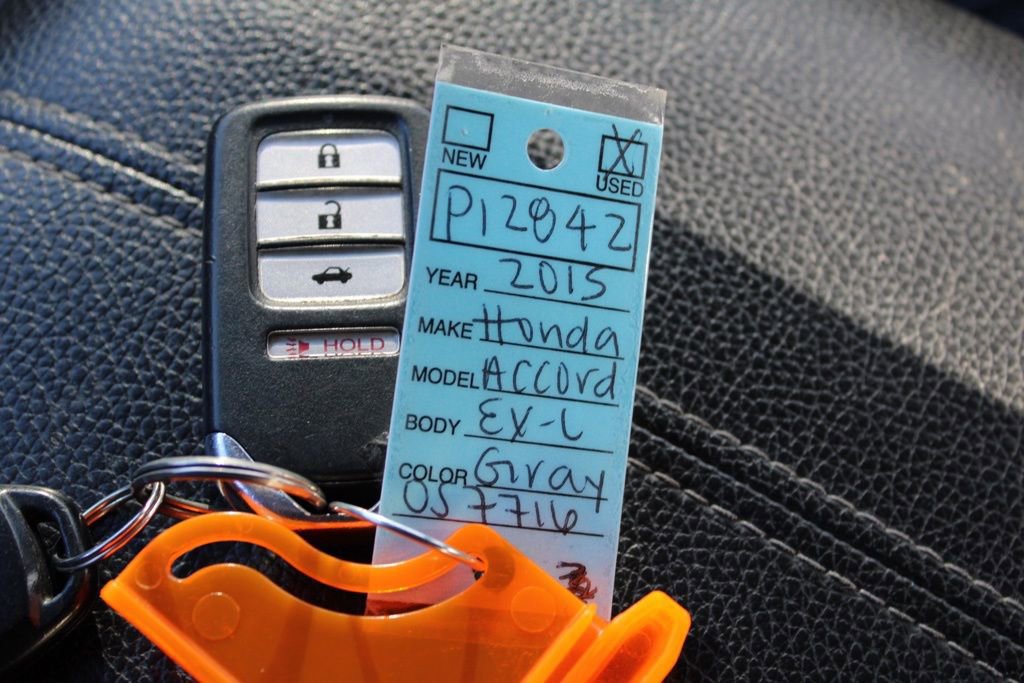 NEW USED
P12842
YEAR 2015
MAKE Honda
MODEL Accord
BODY EX-L
COLOR Gray
057716
HOLD